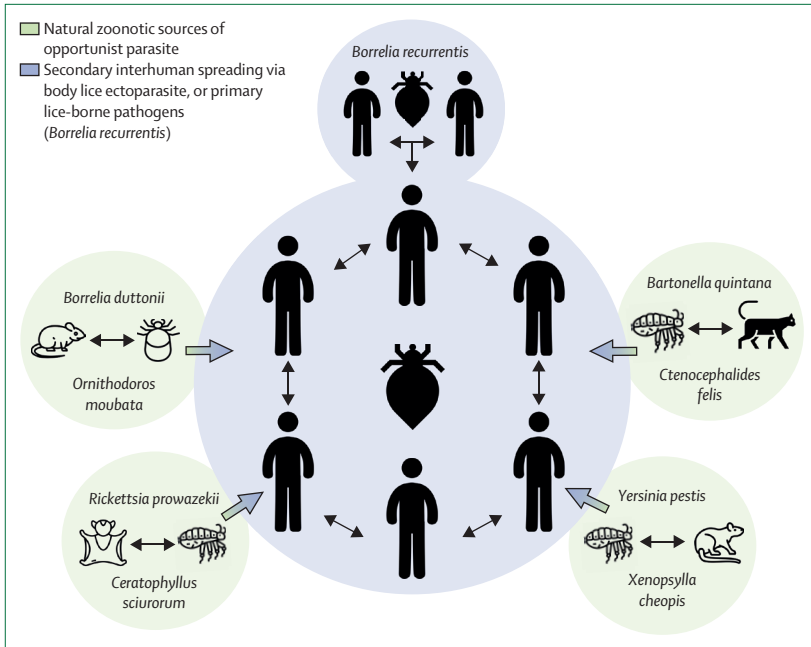 Natural zoonotic sources of
opportunist parasite
Secondary interhuman spreading via
body lice ectoparasite, or primary
lice-borne pathogens
(Borrelia recurrentis)
Borrelia recurrentis
Borrelia duttonii
Ornithodoros
moubata
Bartonella quintana
Ctenocephalides
felis
Rickettsia prowazekii
Ceratophyllus
sciurorum
Yersinia pestis
Xenopsylla
cheopis